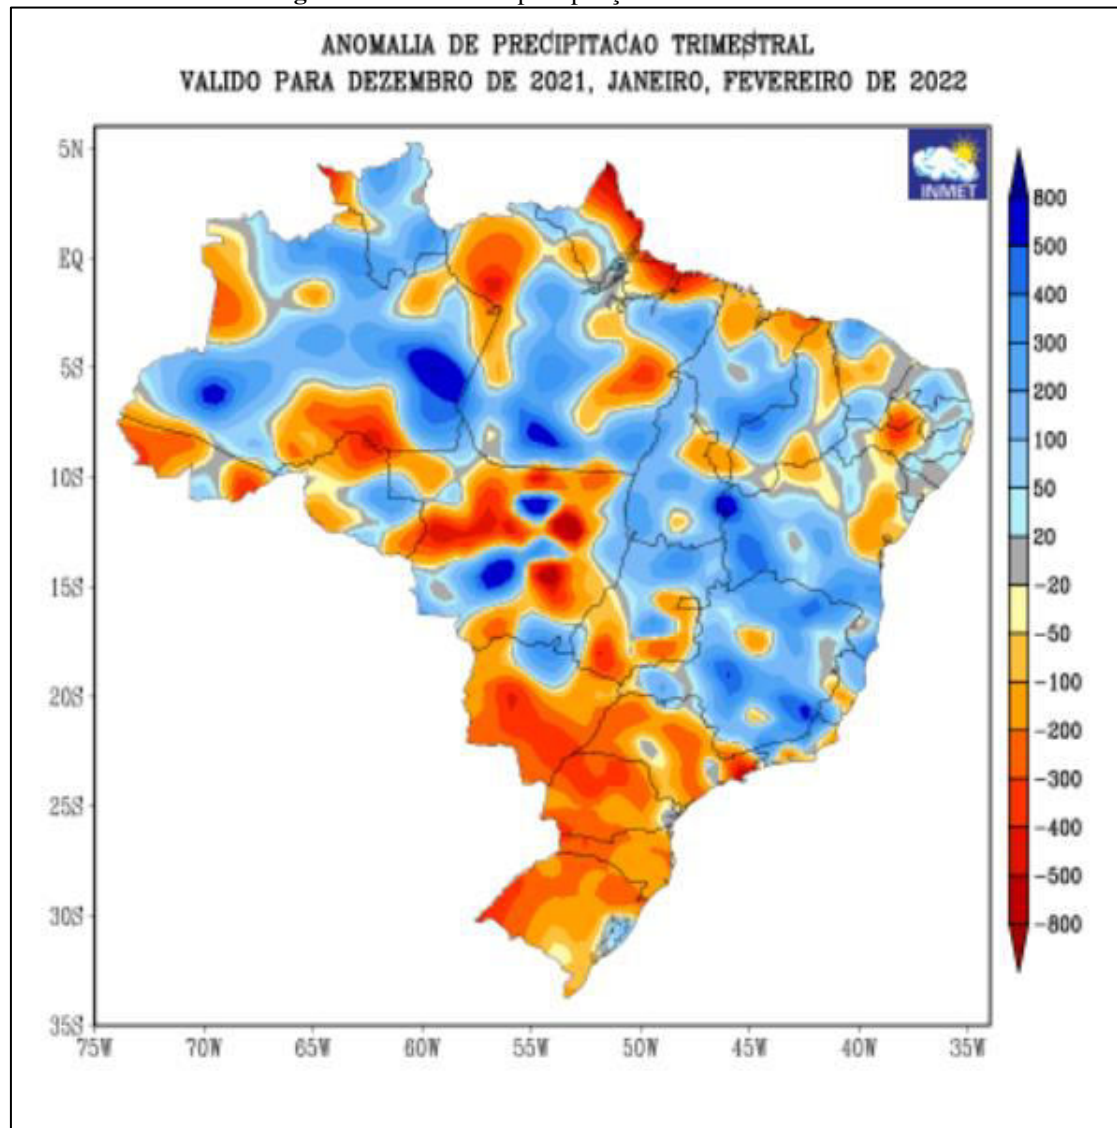 ANOMALIA DE PRECIPITACAO TRIMESTRAL
VALIDO PARA DEZEMBRO DE 2021, JANEIRO, FEVEREIRO DE 2022
INMET
5N
EQ
5S
10S
15S
20S
25S
30S
35S
75W 70W 65W 60W 55W 50W 45W 40W 35W
800
500
400
300
200
100
50
20
-20
-50
-100
-200
-300
-400
-500
-800